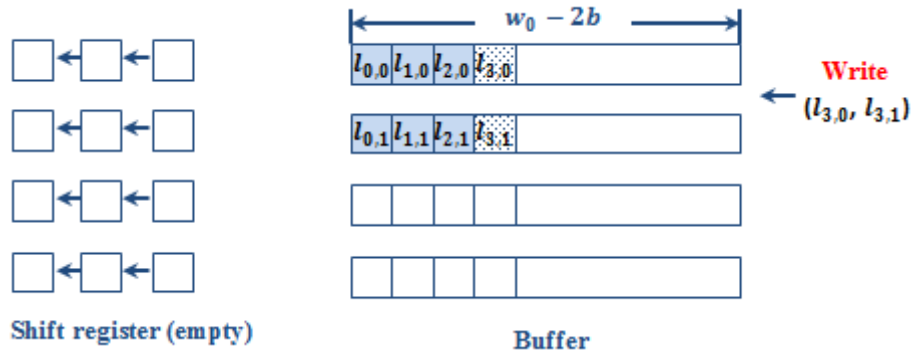 w₀ − 2b
l₀,₀ l₁,₀ l₂,₀ l₃,₀
Write
(l₃,₀, l₃,₁)
l₀,₁ l₁,₁ l₂,₁ l₃,₁
Shift register (empty)
Buffer